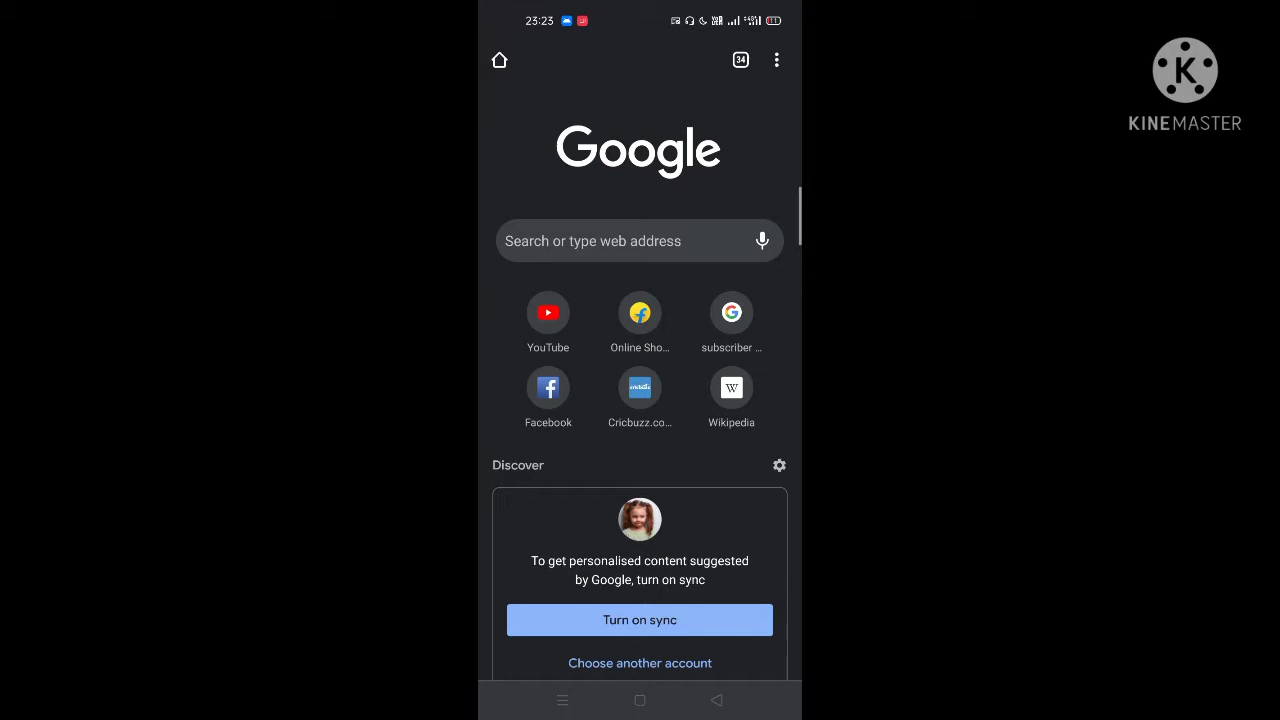 23:23
34
KINEMASTER
Google
Search or type web address
YouTube
Online Sho...
subscriber ...
Facebook
Cricbuzz.co...
Wikipedia
Discover
To get personalised content suggested
by Google, turn on sync
Turn on sync
Choose another account